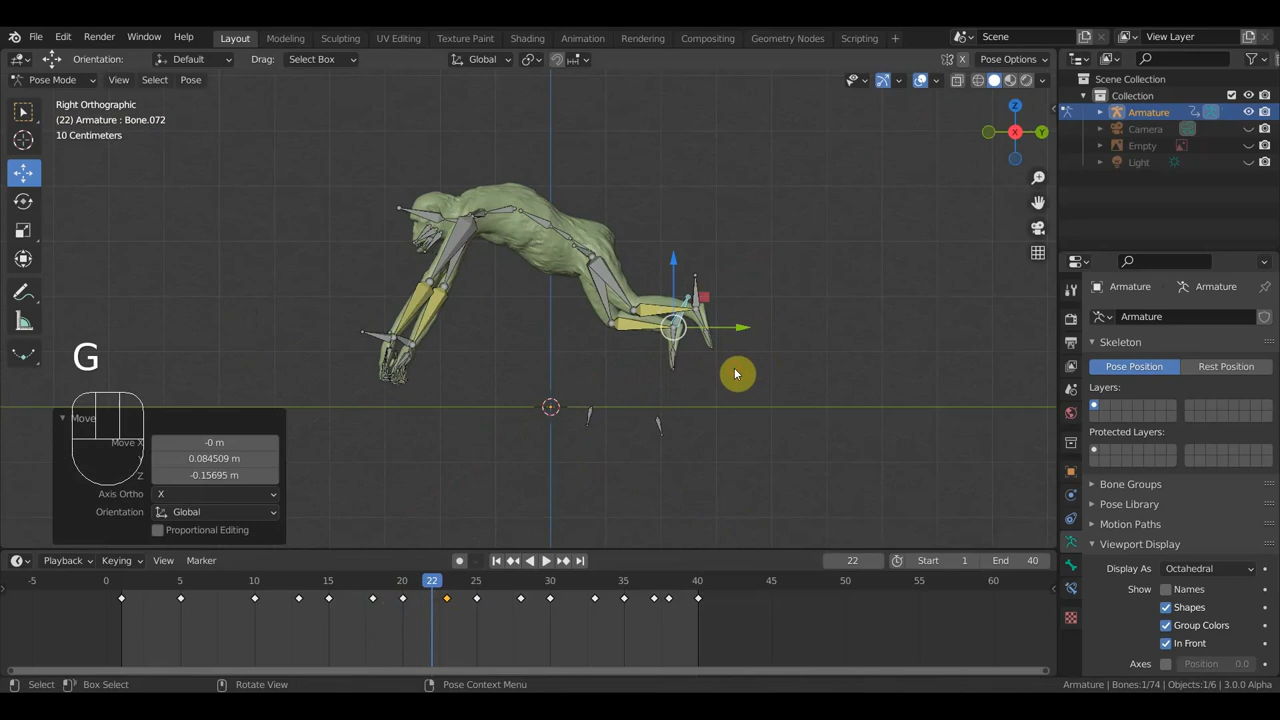 File Edit Render Window Help Layout Modeling Sculpting UV Editing Texture Paint Shading Animation Rendering Compositing Geometry Nodes Scripting + Scene View Layer
Orientation: Default Drag: Select Box Global Pose Options
Pose Mode View Select Pose
Right Orthographic
(22) Armature : Bone.072
10 Centimeters
Z
X
Y
G
Move
Move X -0 m
Y 0.084509 m
Z -0.15695 m
Axis Ortho X
Orientation Global
Proportional Editing
Scene Collection
Collection
Armature
Camera
Empty
Light
Armature Armature
Armature
Skeleton
Pose Position Rest Position
Layers:
Protected Layers:
Bone Groups
Pose Library
Motion Paths
Viewport Display
Display As Octahedral
Show Names
Shapes
Group Colors
In Front
Axes Position 0.0
Playback Keying View Marker 22 Start 1 End 40
-5 0 5 10 15 20 22 25 30 35 40 45 50 55 60
Select Box Select Rotate View Pose Context Menu Armature | Bones:1/74 | Objects:1/6 | 3.0.0 Alpha